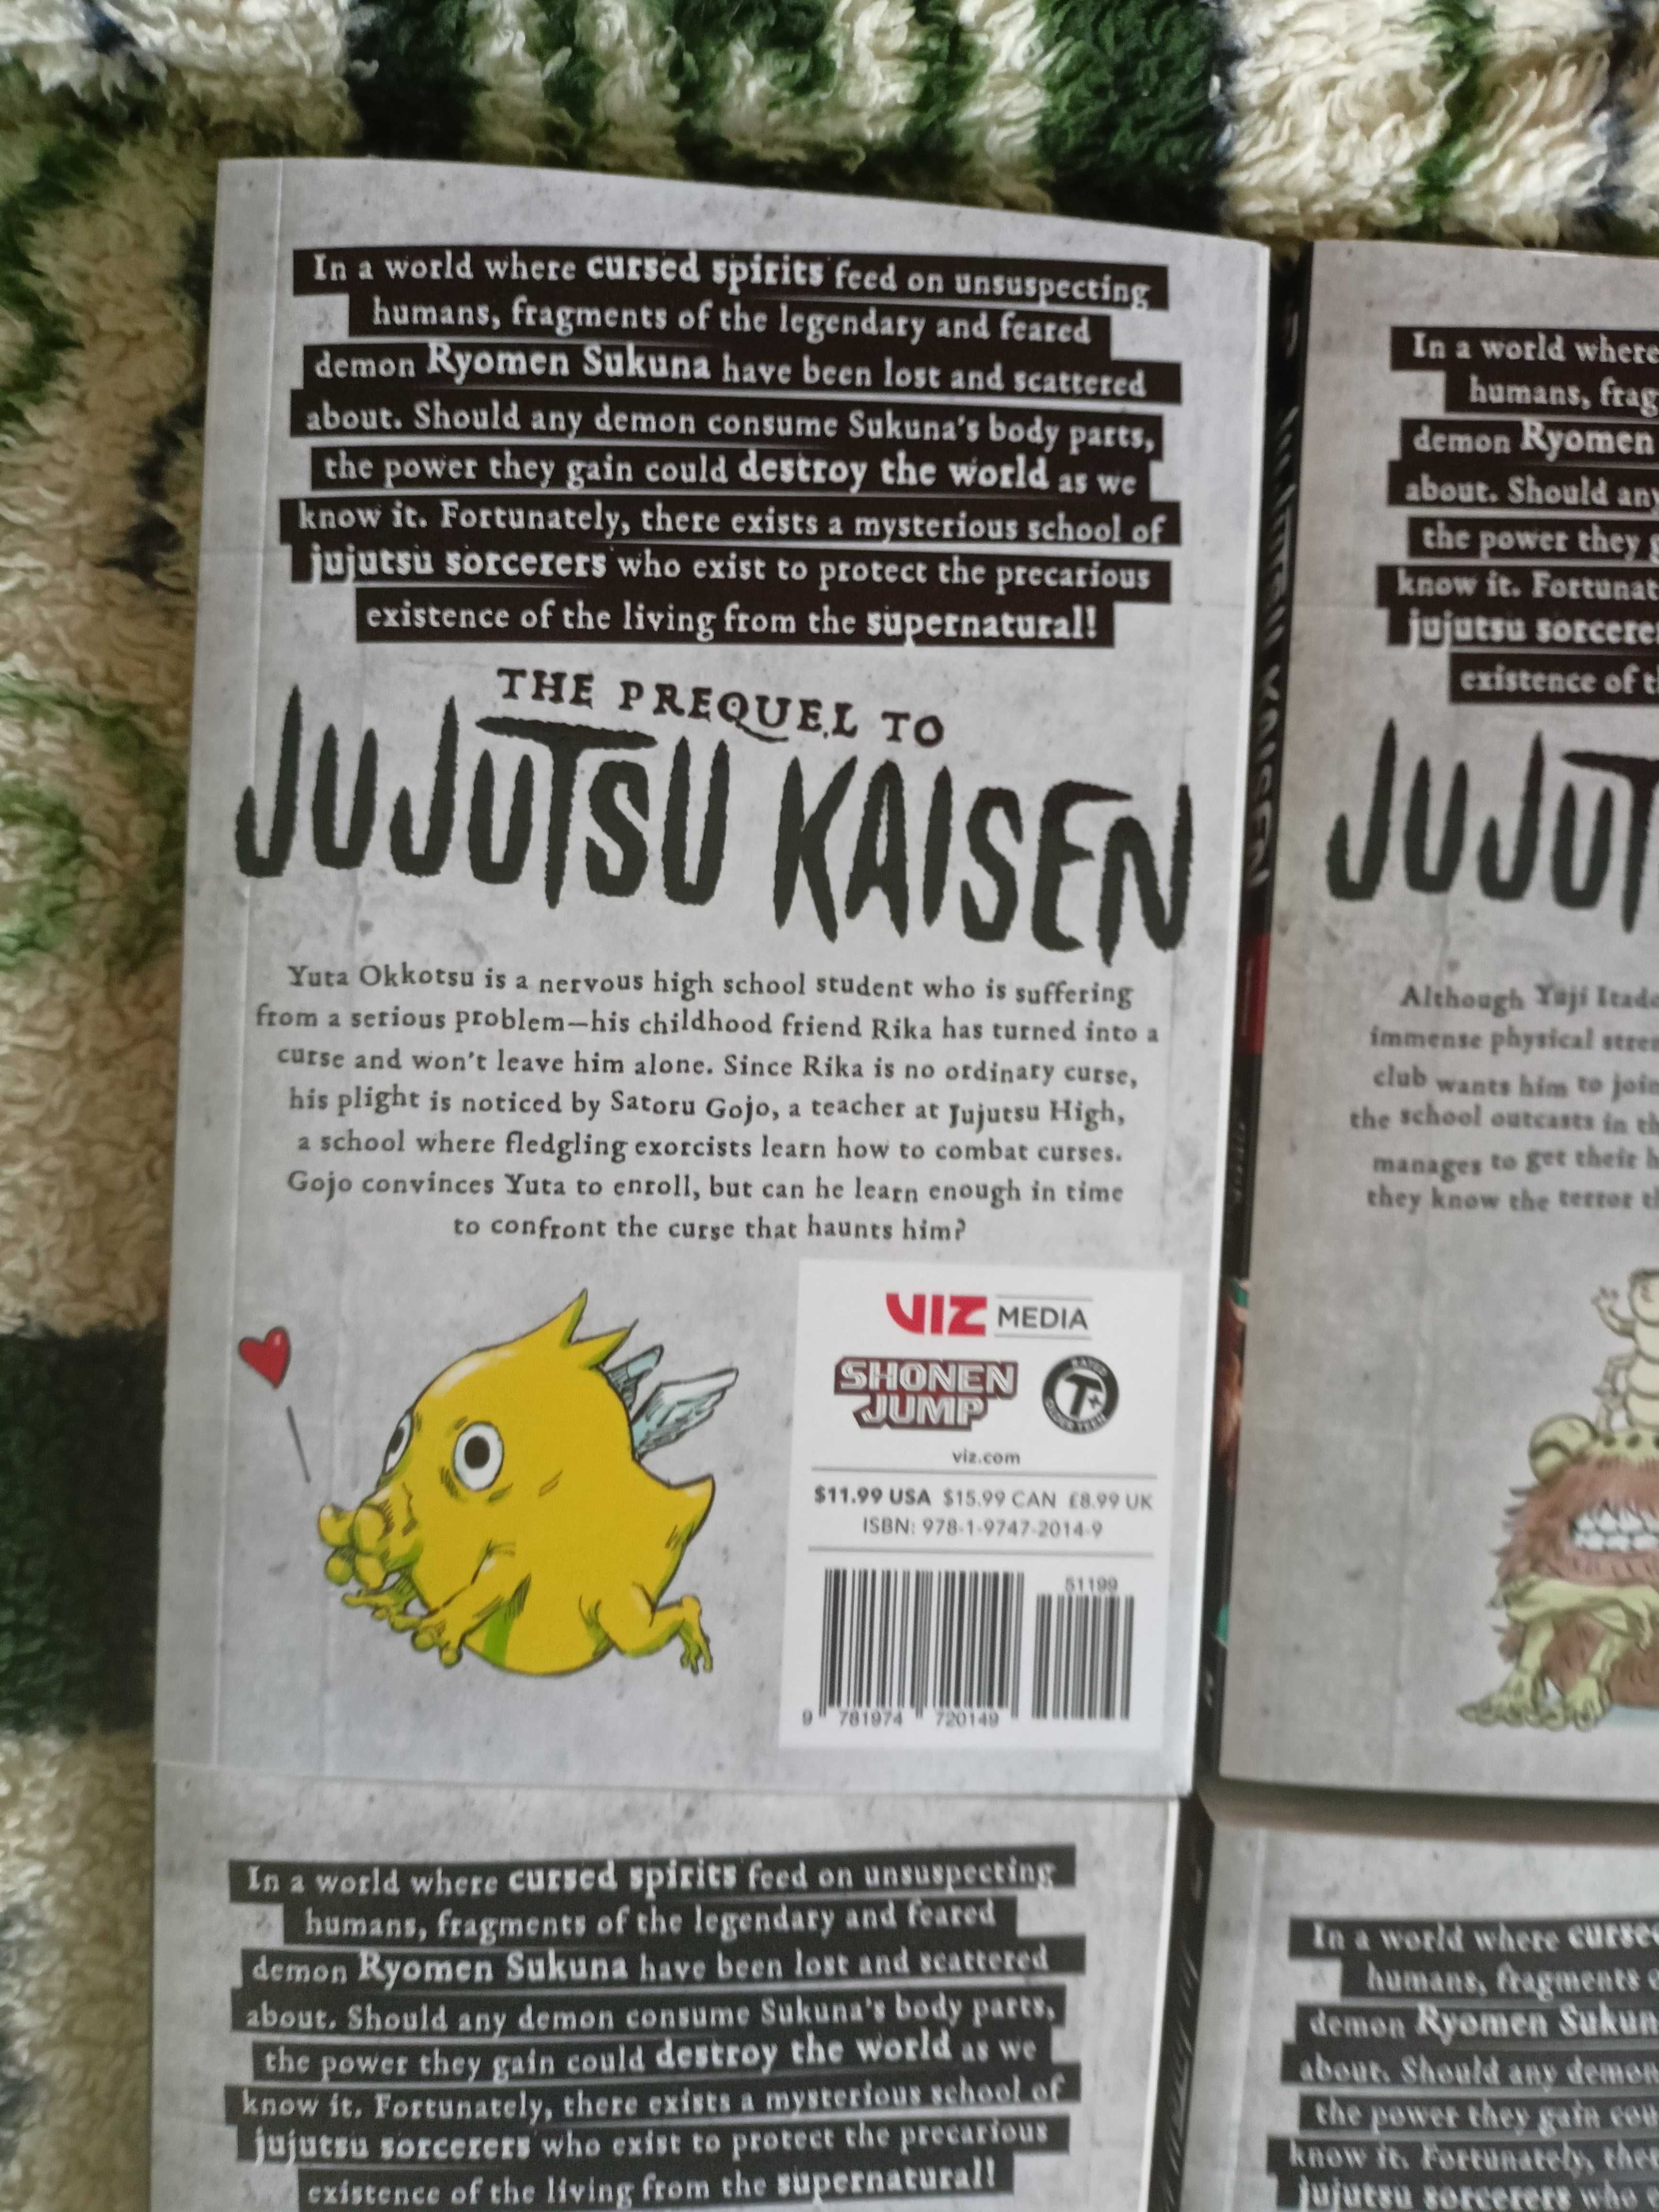 In a world where cursed spirits feed on unsuspecting
humans, fragments of the legendary and feared
demon Ryomen Sukuna have been lost and scattered
about. Should any demon consume Sukuna's body parts,
the power they gain could destroy the world as we
know it. Fortunately, there exists a mysterious school of
jujutsu sorcerers who exist to protect the precarious
existence of the living from the supernatural!
THE PREQUEL TO
JUJUTSU KAISEN
Yuta Okkotsu is a nervous high school student who is suffering
from a serious problem—his childhood friend Rika has turned into a
curse and won't leave him alone. Since Rika is no ordinary curse,
his plight is noticed by Satoru Gojo, a teacher at Jujutsu High,
a school where fledgling exorcists learn how to combat curses.
Gojo convinces Yuta to enroll, but can he learn enough in time
to confront the curse that haunts him?
VIZ MEDIA
SHONEN
JUMP
RATED
T+
OLDER TEEN
viz.com
$11.99 USA $15.99 CAN £8.99 UK
ISBN: 978-1-9747-2014-9
51199
9 781974 720149
In a world where
humans,
demon Ryomen
about. Should any
the power they
know it.
jujutsu
existence of
Although Yuji
immense physical
club wants him to join
the school outcasts in
manages to get their
they know the terror
In a world where cursed spirits feed on unsuspecting
humans, fragments of the legendary and feared
demon Ryomen Sukuna have been lost and scattered
about. Should any demon consume Sukuna's body parts,
the power they gain could destroy the world as we
know it. Fortunately, there exists a mysterious school of
jujutsu sorcerers who exist to protect the precarious
existence of the living from the supernatural!
In a world where
humans, fragments
demon Ryomen
about. Should any demon
the power they gain
know it. Fortunately,
jujutsu sorcerers who